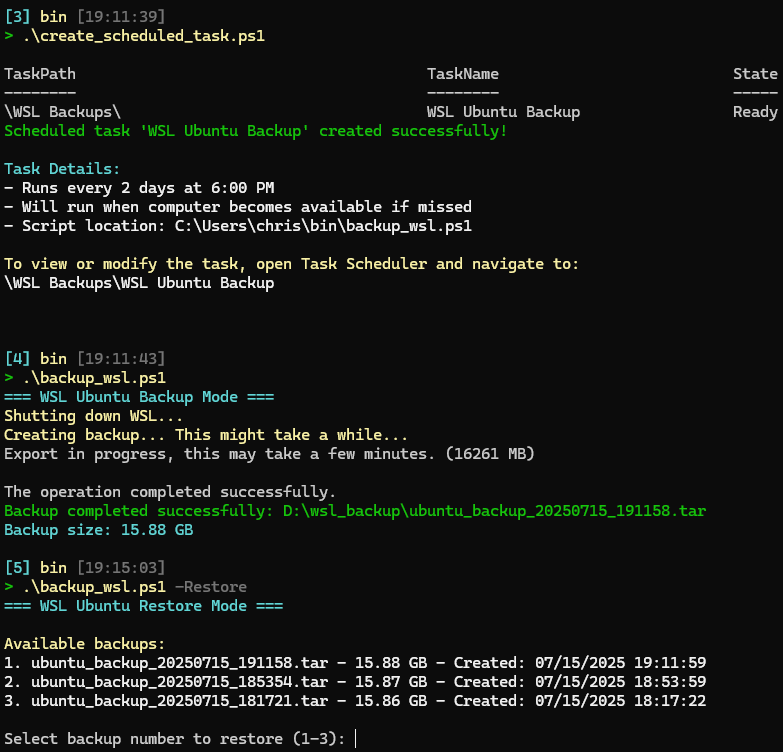 [3] bin [19:11:39]
> .\create_scheduled_task.ps1
TaskPath TaskName State
-------- -------- -----
\WSL Backups\ WSL Ubuntu Backup Ready
Scheduled task 'WSL Ubuntu Backup' created successfully!
Task Details:
- Runs every 2 days at 6:00 PM
- Will run when computer becomes available if missed
- Script location: C:\Users\chris\bin\backup_wsl.ps1
To view or modify the task, open Task Scheduler and navigate to:
\WSL Backups\WSL Ubuntu Backup
[4] bin [19:11:43]
> .\backup_wsl.ps1
=== WSL Ubuntu Backup Mode ===
Shutting down WSL...
Creating backup... This might take a while...
Export in progress, this may take a few minutes. (16261 MB)
The operation completed successfully.
Backup completed successfully: D:\wsl_backup\ubuntu_backup_20250715_191158.tar
Backup size: 15.88 GB
[5] bin [19:15:03]
> .\backup_wsl.ps1 -Restore
=== WSL Ubuntu Restore Mode ===
Available backups:
1. ubuntu_backup_20250715_191158.tar - 15.88 GB - Created: 07/15/2025 19:11:59
2. ubuntu_backup_20250715_185354.tar - 15.87 GB - Created: 07/15/2025 18:53:59
3. ubuntu_backup_20250715_181721.tar - 15.86 GB - Created: 07/15/2025 18:17:22
Select backup number to restore (1-3):